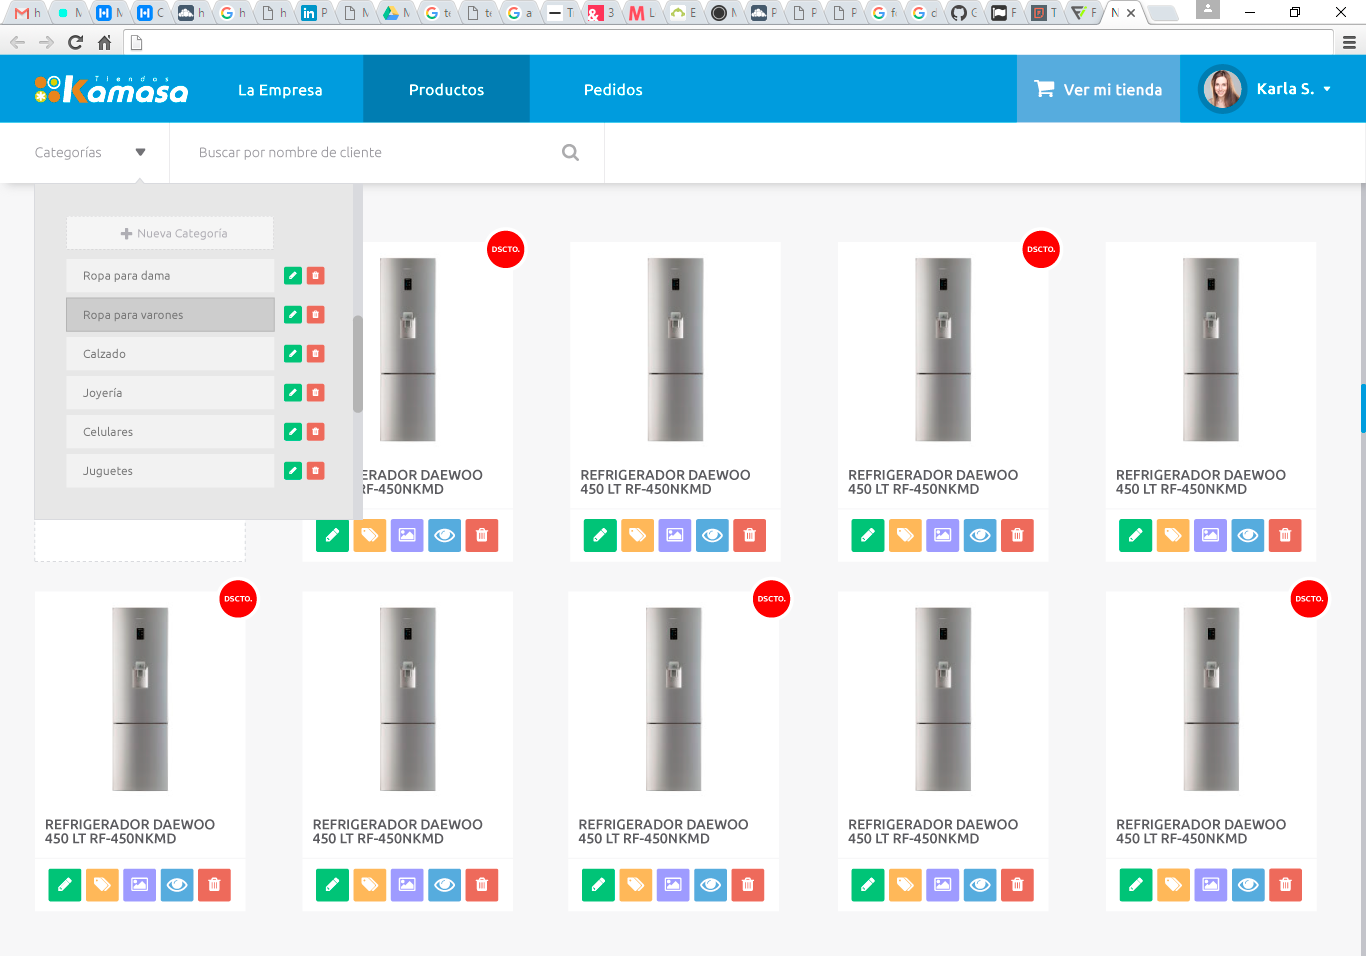 Tiendas
Kamasa
La Empresa
Productos
Pedidos
Ver mi tienda
Karla S.
Categorías
Buscar por nombre de cliente
Nueva Categoría
Ropa para dama
Ropa para varones
Calzado
Joyería
Celulares
Juguetes
DSCTO.
DSCTO.
ERADOR DAEWOO
RF-450NKMD
REFRIGERADOR DAEWOO
450 LT RF-450NKMD
REFRIGERADOR DAEWOO
450 LT RF-450NKMD
REFRIGERADOR DAEWOO
450 LT RF-450NKMD
DSCTO.
DSCTO.
DSCTO.
REFRIGERADOR DAEWOO
450 LT RF-450NKMD
REFRIGERADOR DAEWOO
450 LT RF-450NKMD
REFRIGERADOR DAEWOO
450 LT RF-450NKMD
REFRIGERADOR DAEWOO
450 LT RF-450NKMD
REFRIGERADOR DAEWOO
450 LT RF-450NKMD